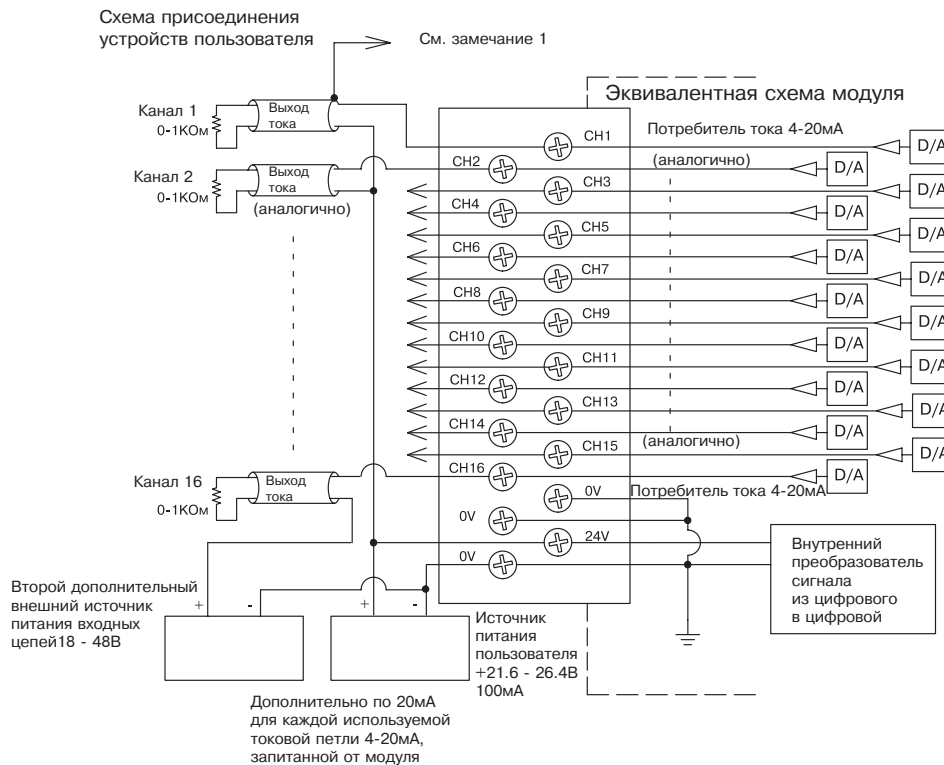 Схема присоединения
устройств пользователя
См. замечание 1
Эквивалентная схема модуля
Канал 1
0-1КОм
Выход
тока
CH1
Потребитель тока 4-20мА
D/A
Канал 2
0-1КОм
Выход
тока
(аналогично)
CH2
(аналогично)
D/A
CH3
D/A
CH4
D/A
CH5
D/A
CH6
D/A
CH7
D/A
CH8
D/A
CH9
D/A
CH10
D/A
CH11
D/A
CH12
D/A
CH13
D/A
CH14
D/A
CH15
(аналогично)
D/A
Канал 16
0-1КОм
Выход
тока
CH16
D/A
0V
Потребитель тока 4-20мА
0V
24V
0V
Внутренний
преобразователь
сигнала
из цифрового
в цифровой
Второй дополнительный
внешний источник
питания входных
цепей18 - 48В
+ -
+ -
Источник
питания
пользователя
+21.6 - 26.4В
100мА
Дополнительно по 20мА
для каждой используемой
токовой петли 4-20мА,
запитанной от модуля